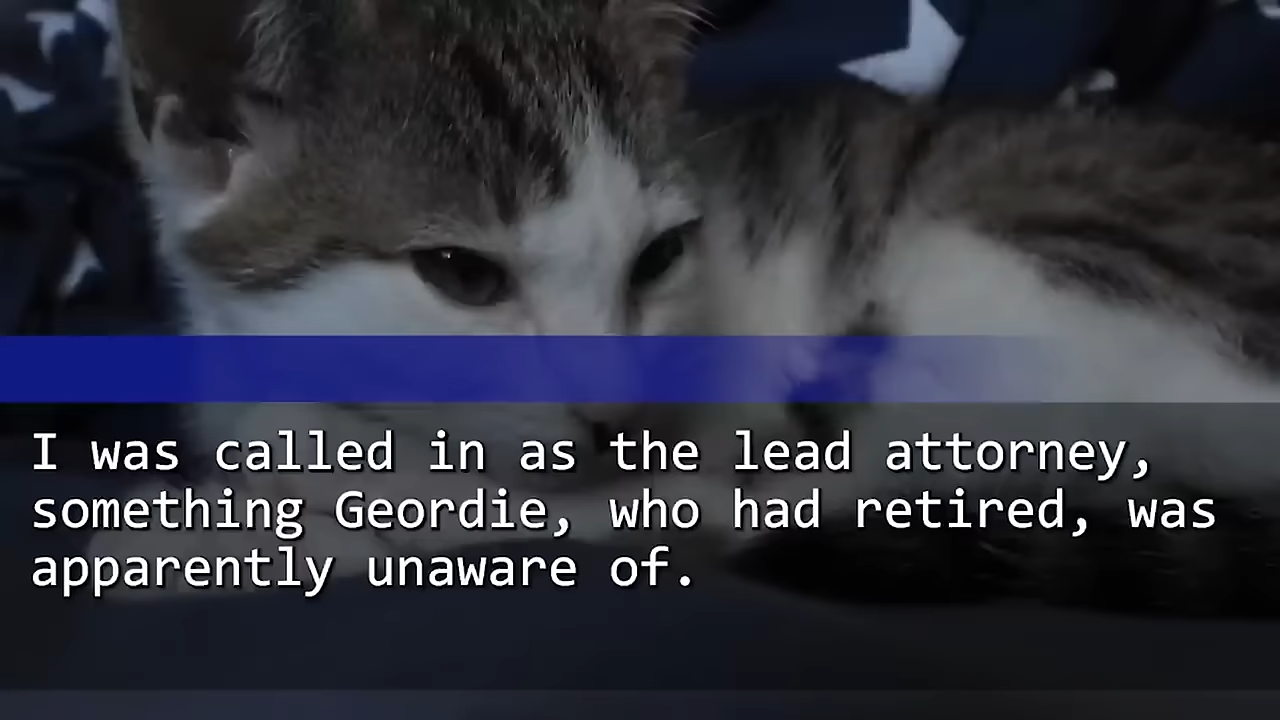 I was called in as the lead attorney,
something Geordie, who had retired, was
apparently unaware of.